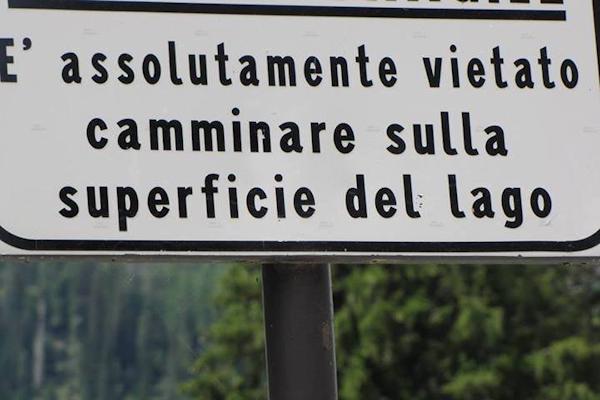 E' assolutamente vietato
camminare sulla
superficie del lago